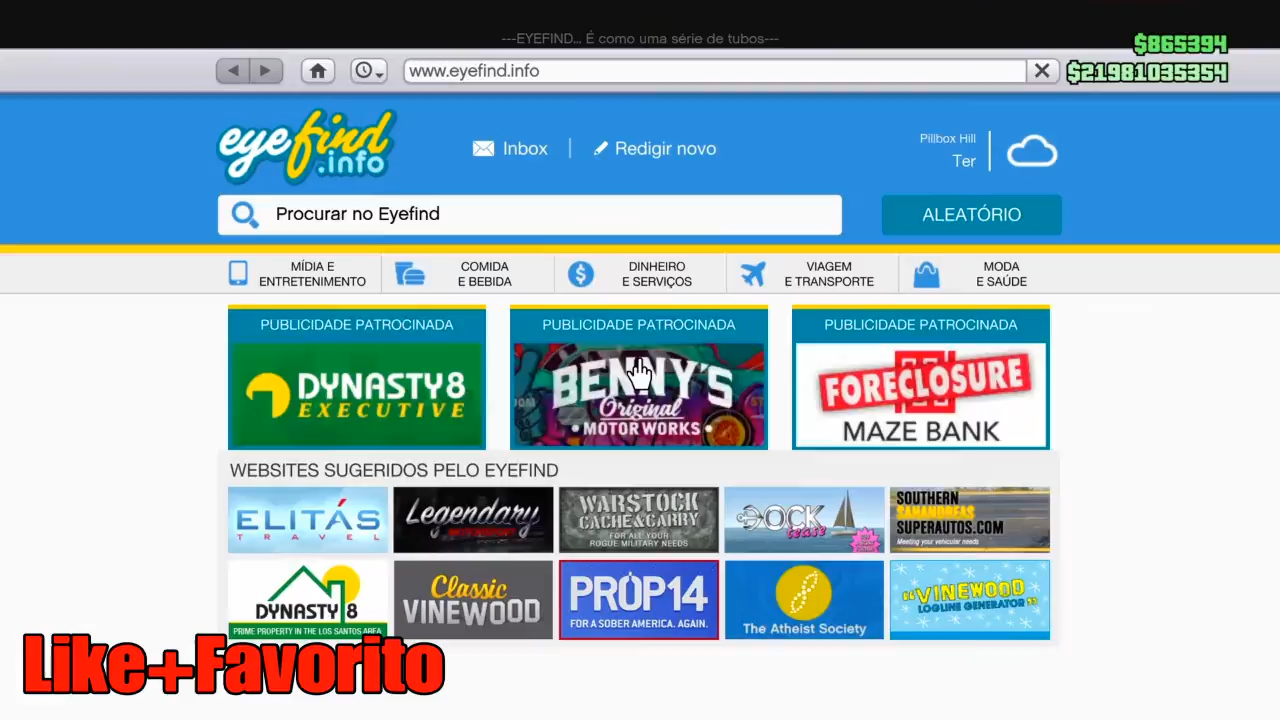 ---EYEFIND... É como uma série de tubos---
$865394
www.eyefind.info
$21981035354
eyefind
.info
Inbox
Redigir novo
Pillbox Hill
Ter
Procurar no Eyefind
ALEATÓRIO
MÍDIA E
ENTRETENIMENTO
COMIDA
E BEBIDA
DINHEIRO
E SERVIÇOS
VIAGEM
E TRANSPORTE
MODA
E SAÚDE
PUBLICIDADE PATROCINADA
PUBLICIDADE PATROCINADA
PUBLICIDADE PATROCINADA
DYNASTY8
EXECUTIVE
BENNY'S
Original
MOTORWORKS
FORECLOSURE
MAZE BANK
WEBSITES SUGERIDOS PELO EYEFIND
ELITÁS
TRAVEL
Legendary
WARSTOCK
CACHE&CARRY
FOR ALL YOUR
ROGUE MILITARY NEEDS
DOCK
tease
SOUTHERN
SANANDREAS
SUPERAUTOS.COM
Meeting your vehicular needs
DYNASTY 8
PRIME PROPERTY IN THE LOS SANTOS AREA
Classic
VINEWOOD
PROP14
FOR A SOBER AMERICA. AGAIN.
The Atheist Society
"VINEWOOD
LOGLINE GENERATOR"
Like+Favorito